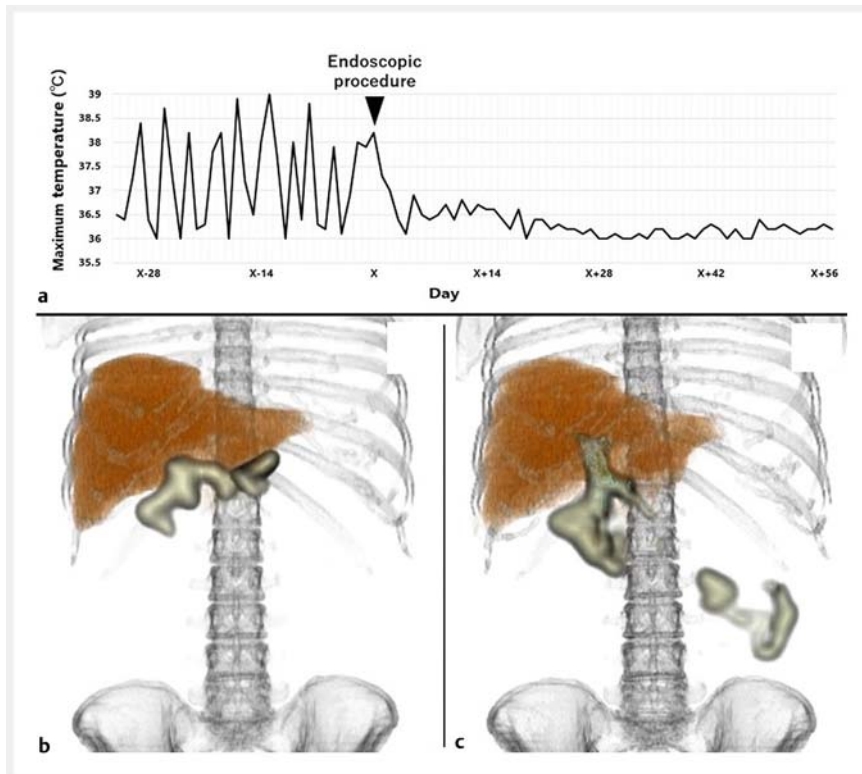 Endoscopic
procedure
Maximum temperature (°C)
39
38.5
38
37.5
37
36.5
36
35.5
X-28 X-14 X X+14 X+28 X+42 X+56
Day
a
b
c